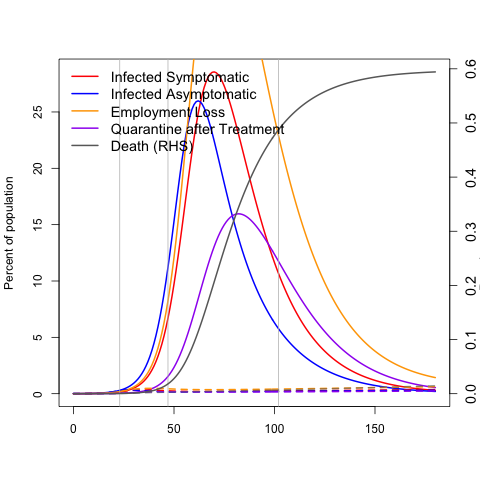 Infected Symptomatic
Infected Asymptomatic
Employment Loss
Quarantine after Treatment
Death (RHS)
Percent of population
25
20
15
10
5
0
0.6
0.5
0.4
0.3
0.2
0.1
0.0
0
50
100
150